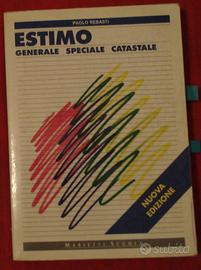 PAOLO REBASTI
ESTIMO
GENERALE SPECIALE CATASTALE
NUOVA
EDIZIONE
MARIETTI SCUOLA
subito